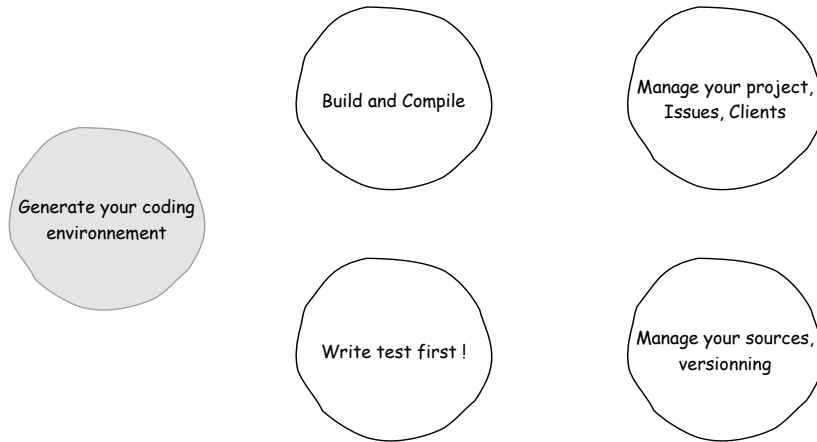 Build and Compile
Manage your project,
Issues, Clients
Generate your coding
environnement
Write test first !
Manage your sources,
versionning